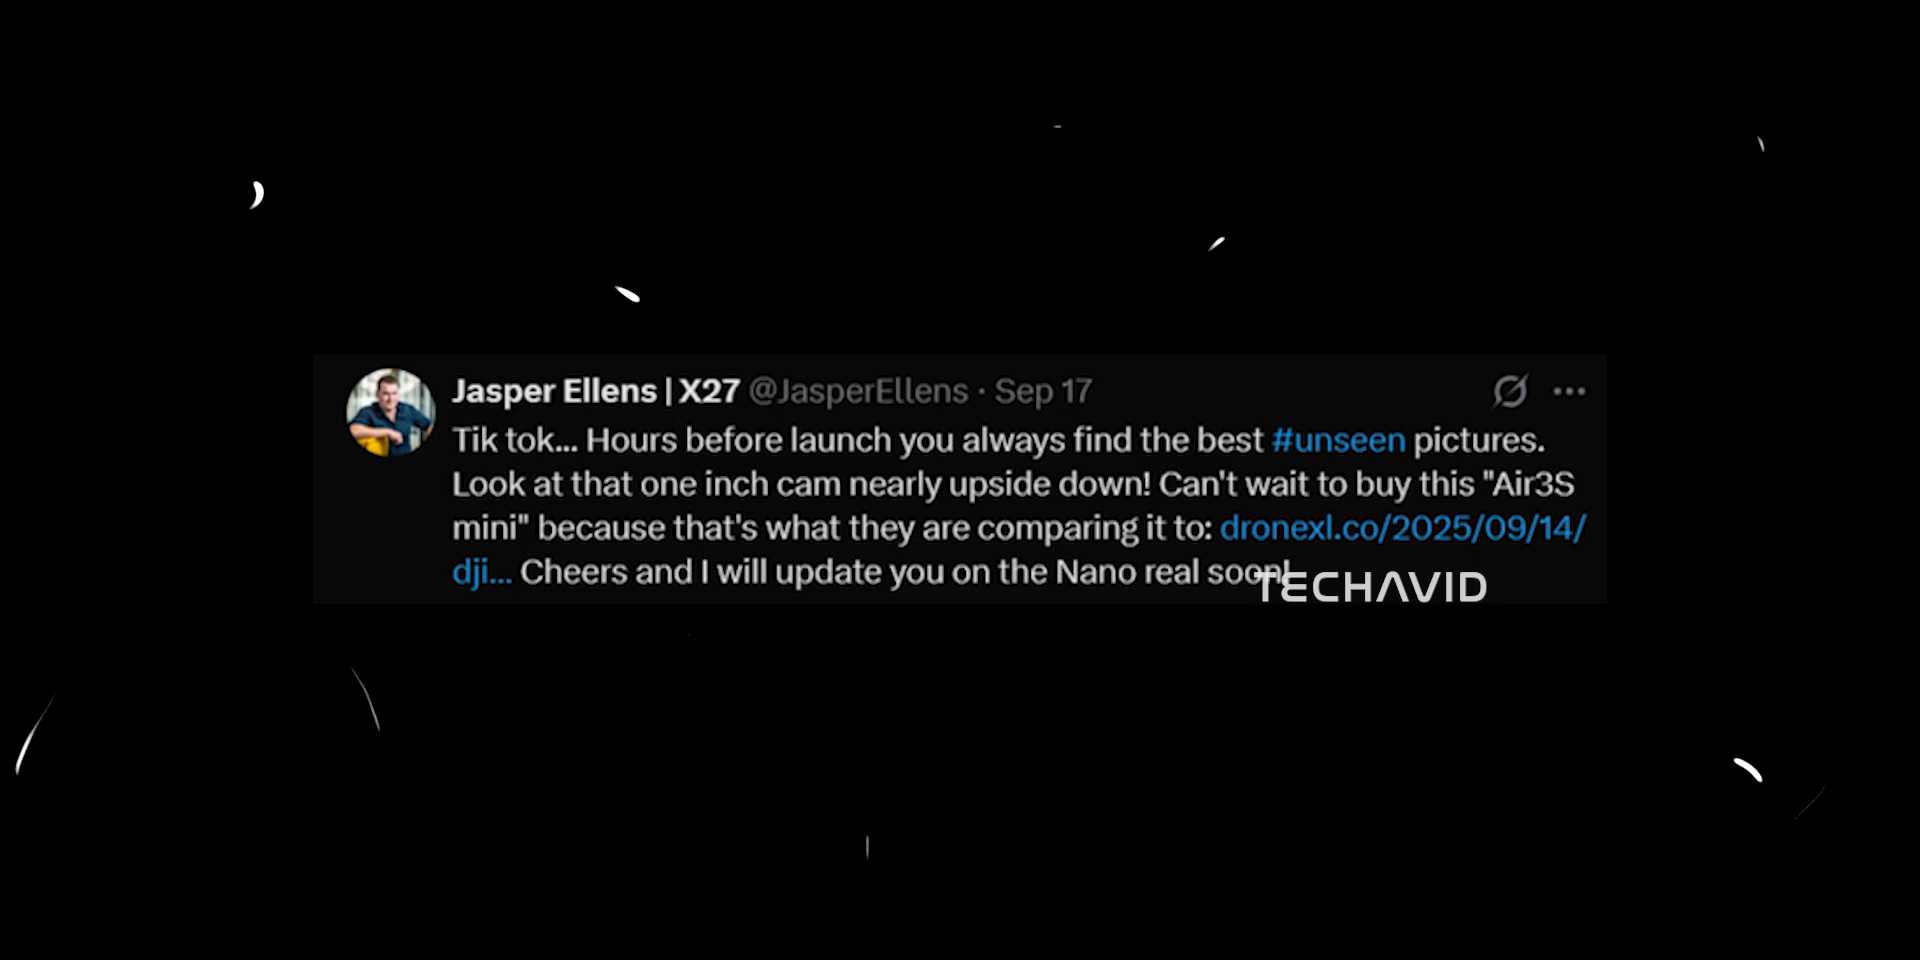 Jasper Ellens | X27 @JasperEllens · Sep 17
Tik tok... Hours before launch you always find the best #unseen pictures.
Look at that one inch cam nearly upside down! Can't wait to buy this "Air3S
mini" because that's what they are comparing it to: dronexl.co/2025/09/14/
dji... Cheers and I will update you on the Nano real soon!
TECHAVID